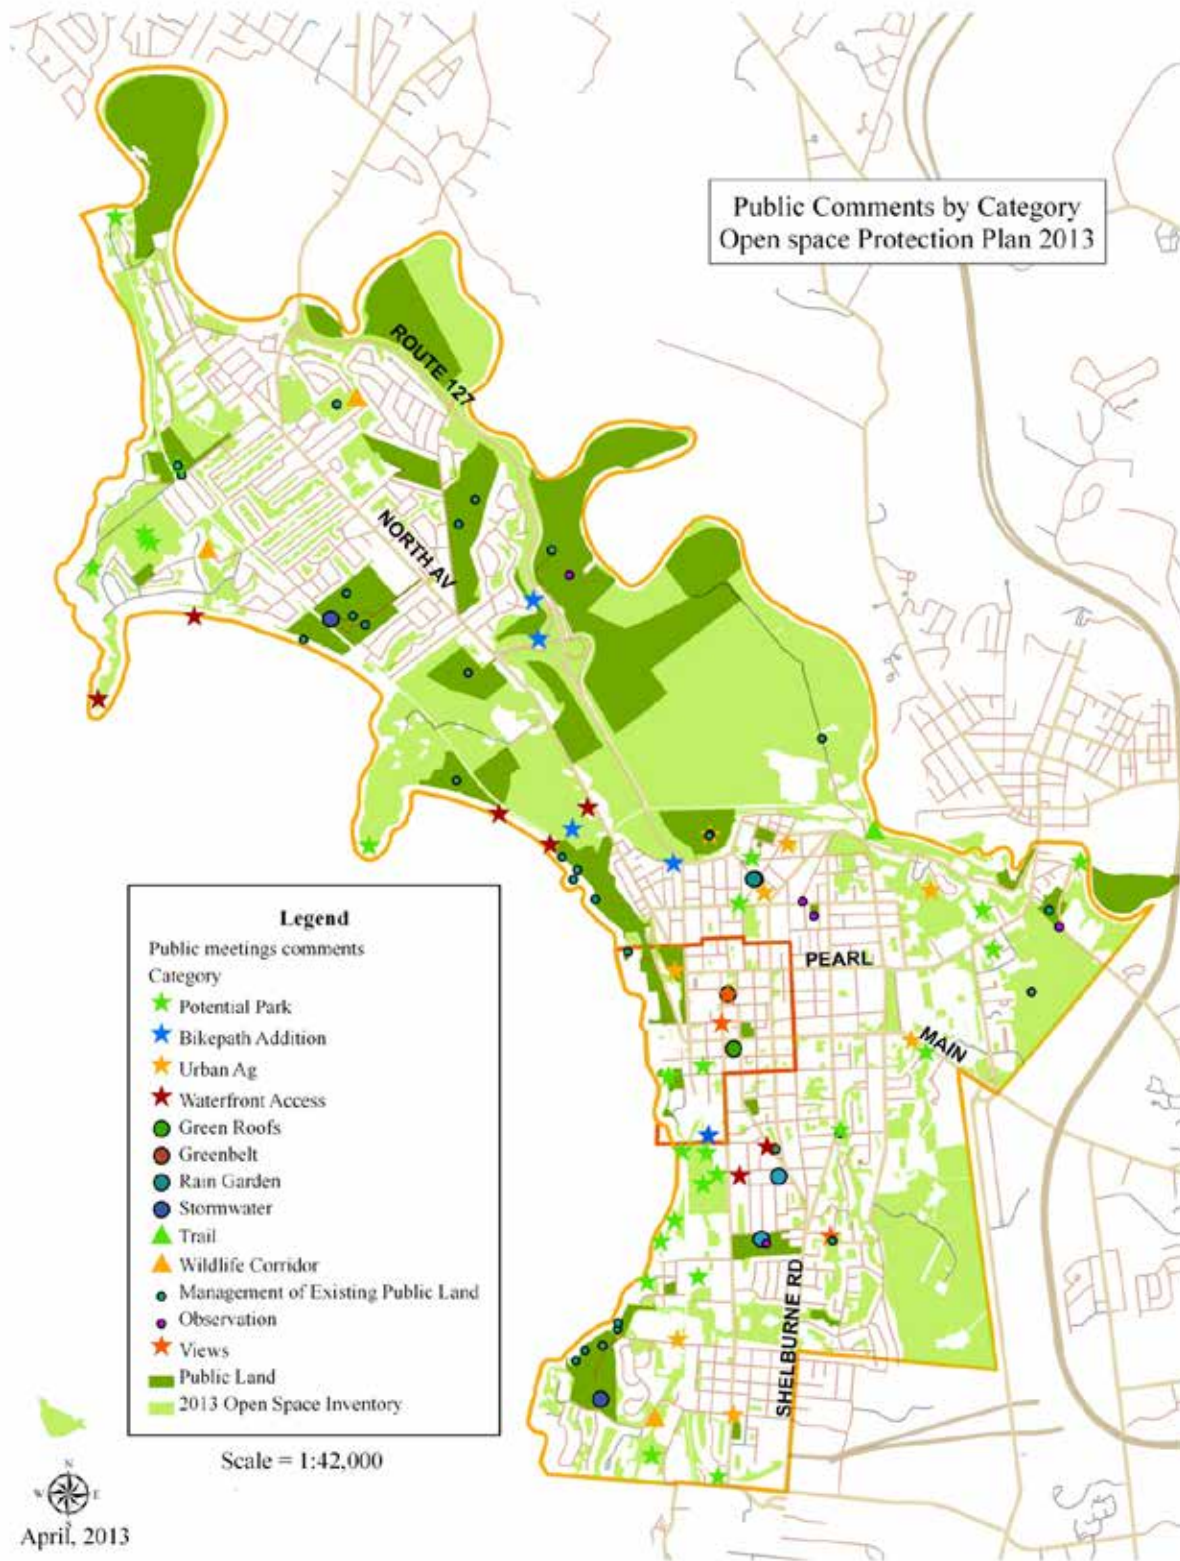 Public Comments by Category
Open space Protection Plan 2013
ROUTE 127
NORTH AV
PEARL
MAIN
SHELBURNE RD
Legend
Public meetings comments
Category
Potential Park
Bikepath Addition
Urban Ag
Waterfront Access
Green Roofs
Greenbelt
Rain Garden
Stormwater
Trail
Wildlife Corridor
Management of Existing Public Land
Observation
Views
Public Land
2013 Open Space Inventory
Scale = 1:42,000
N
W E
S
April, 2013